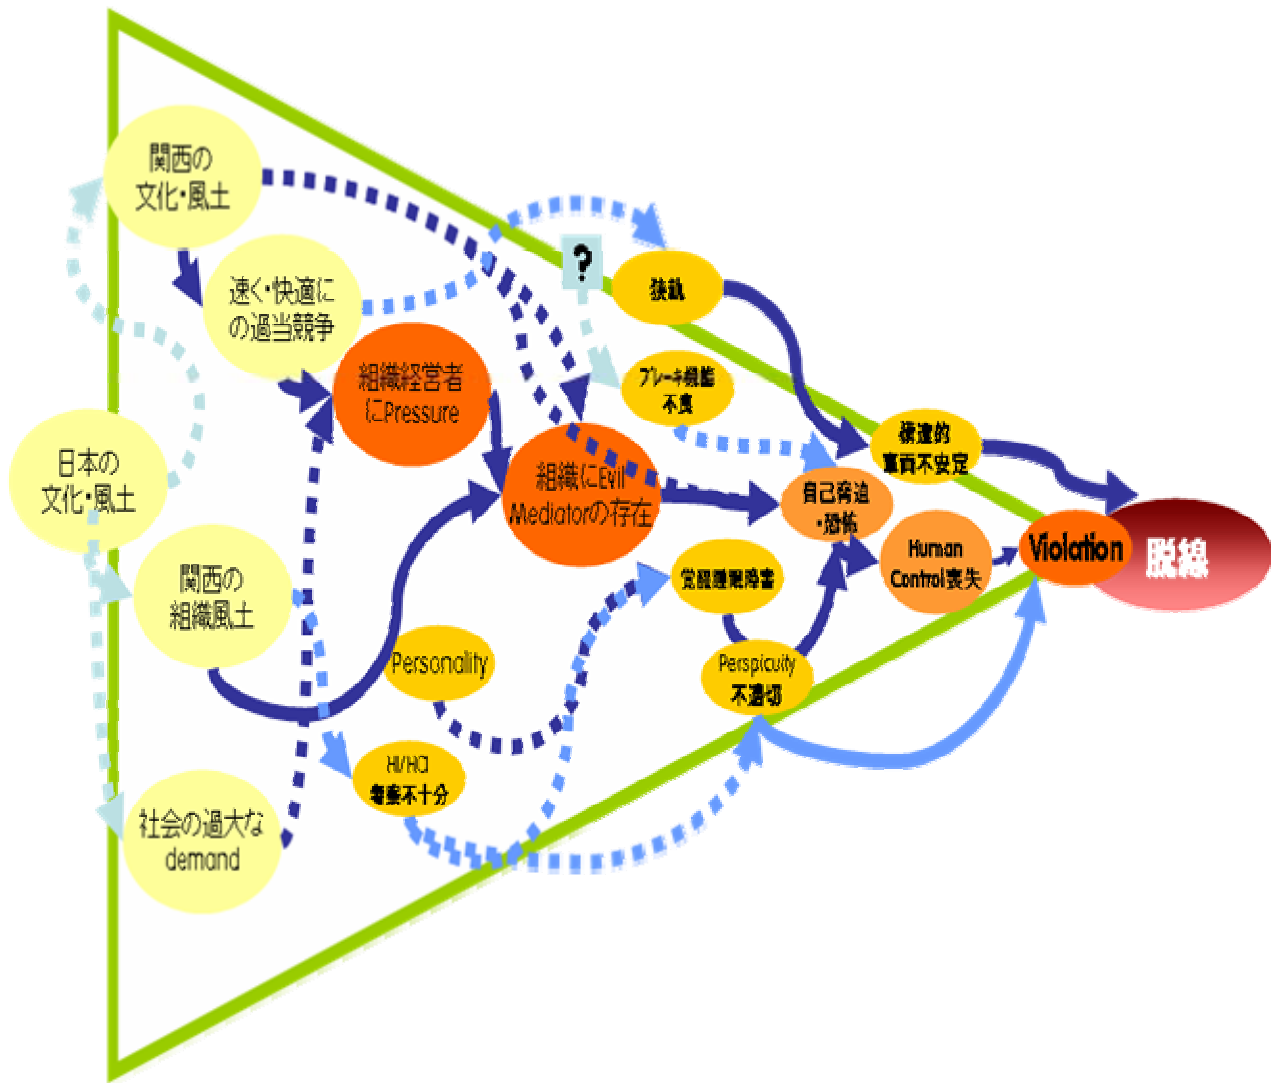 関西の
文化・風土
速く・快適に
の過当競争
組織経営者
にPressure
日本の
文化・風土
関西の
組織風土
社会の過大な
demand
組織にEvil
Mediatorの存在
Personality
HI/HCI
考察不十分
?
狭軌
ブレーキ機能
不良
構造的
車両不安定
自己脅迫
・恐怖
覚醒睡眠障害
Perspicuity
不適切
Human
Control喪失
Violation
脱線